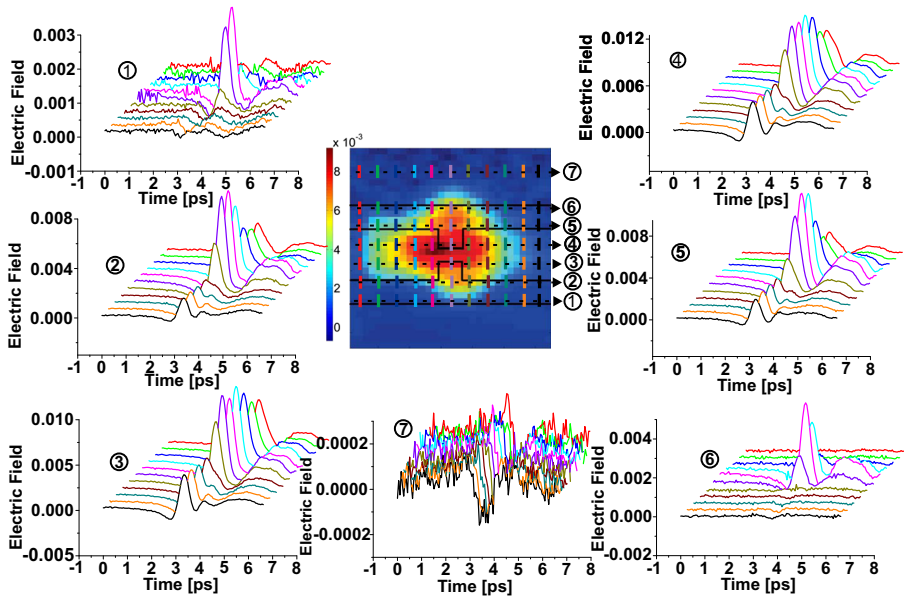 ①
Electric Field
0.003
0.002
0.001
0.000
-0.001
-1 0 1 2 3 4 5 6 7 8
Time [ps]
②
Electric Field
0.008
0.004
0.000
-1 0 1 2 3 4 5 6 7 8
Time [ps]
③
Electric Field
0.010
0.005
0.000
-0.005
-1 0 1 2 3 4 5 6 7 8
Time [ps]
x 10⁻³
8
6
4
2
0
⑦
⑥
⑤
④
③
②
①
⑦
Electric Field
0.0002
0.0000
-0.0002
-1 0 1 2 3 4 5 6 7 8
Time [ps]
④
Electric Field
0.012
0.006
0.000
-1 0 1 2 3 4 5 6 7 8
Time [ps]
⑤
Electric Field
0.008
0.004
0.000
-1 0 1 2 3 4 5 6 7 8
Time [ps]
⑥
Electric Field
0.004
0.002
0.000
-0.002
-1 0 1 2 3 4 5 6 7 8
Time [ps]